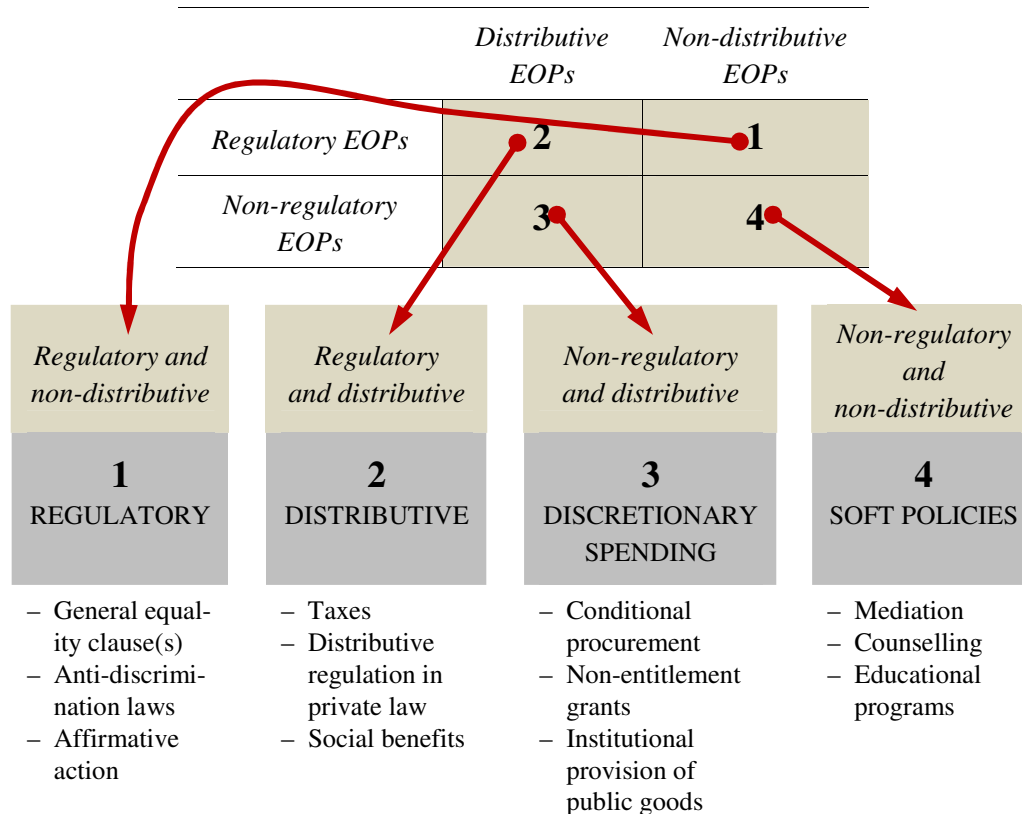 Distributive EOPs
Non-distributive EOPs
Regulatory EOPs
2
1
Non-regulatory EOPs
3
4
Regulatory and
non-distributive
1
REGULATORY
– General equal-
ity clause(s)
– Anti-discrimi-
nation laws
– Affirmative
action
Regulatory
and distributive
2
DISTRIBUTIVE
– Taxes
– Distributive
regulation in
private law
– Social benefits
Non-regulatory
and distributive
3
DISCRETIONARY
SPENDING
– Conditional
procurement
– Non-entitlement
grants
– Institutional
provision of
public goods
Non-regulatory
and
non-distributive
4
SOFT POLICIES
– Mediation
– Counselling
– Educational
programs